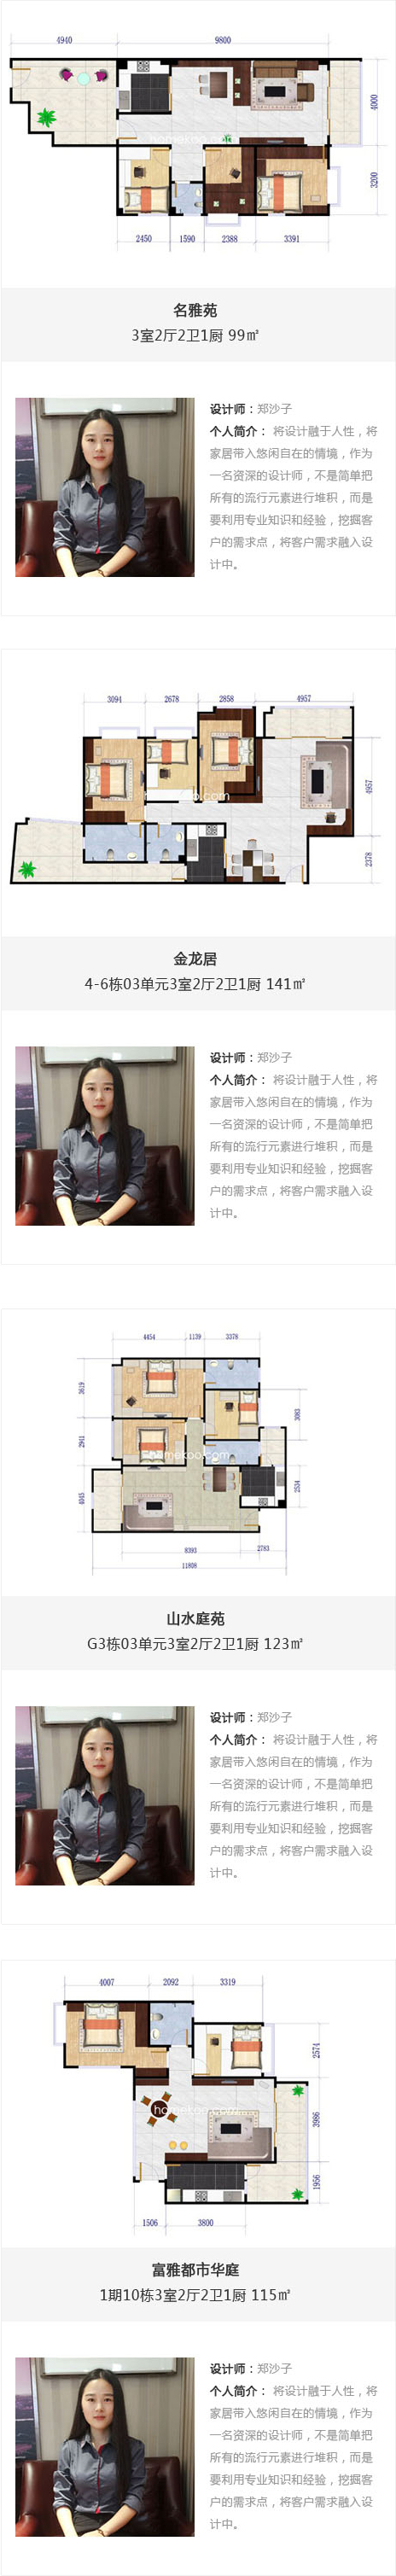 4940
9800
4000
3200
homekoo.com
2450
1590
2388
3391
名雅苑
3室2厅2卫1厨 99㎡
设计师：郑沙子
个人简介： 将设计融于人性，将
家居带入悠闲自在的情境，作为
一名资深的设计师，不是简单把
所有的流行元素进行堆积，而是
要利用专业知识和经验，挖掘客
户的需求点，将客户需求融入设
计中。
3094
2678
2858
4957
4957
2378
homekoo.com
金龙居
4-6栋03单元3室2厅2卫1厨 141㎡
设计师：郑沙子
个人简介： 将设计融于人性，将
家居带入悠闲自在的情境，作为
一名资深的设计师，不是简单把
所有的流行元素进行堆积，而是
要利用专业知识和经验，挖掘客
户的需求点，将客户需求融入设
计中。
4454
1139
3378
3619
2911
4045
3083
2534
homekoo.com
8393
2783
11808
山水庭苑
G3栋03单元3室2厅2卫1厨 123㎡
设计师：郑沙子
个人简介： 将设计融于人性，将
家居带入悠闲自在的情境，作为
一名资深的设计师，不是简单把
所有的流行元素进行堆积，而是
要利用专业知识和经验，挖掘客
户的需求点，将客户需求融入设
计中。
4007
2092
3319
2574
3986
1956
homekoo.com
1506
3800
富雅都市华庭
1期10栋3室2厅2卫1厨 115㎡
设计师：郑沙子
个人简介： 将设计融于人性，将
家居带入悠闲自在的情境，作为
一名资深的设计师，不是简单把
所有的流行元素进行堆积，而是
要利用专业知识和经验，挖掘客
户的需求点，将客户需求融入设
计中。